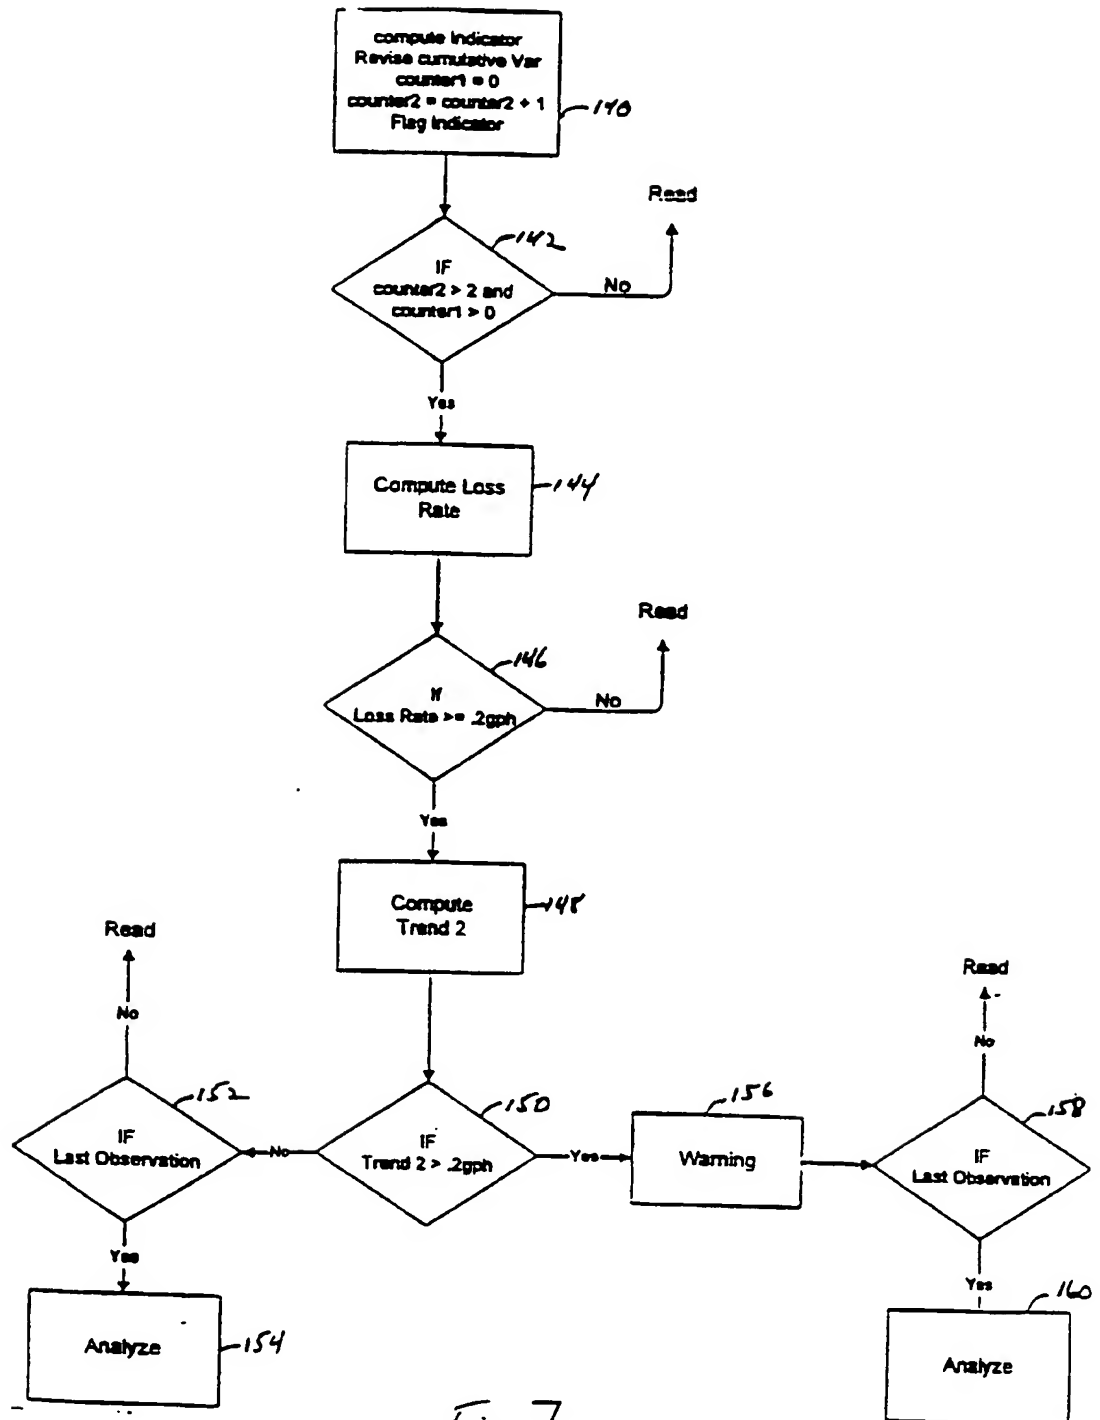 compute Indicator
Revise cumulative Var
counter1 = 0
counter2 = counter2 + 1
Flag Indicator
140
Read
142
IF
counter2 > 2 and
counter1 > 0
No
Yes
Compute Loss
Rate
144
Read
146
If
Loss Rate >= .2gph
No
Yes
Compute
Trend 2
148
Read
No
Read
No
152
IF
Last Observation
No
150
IF
Trend 2 > .2gph
Yes
156
Warning
158
IF
Last Observation
Yes
Yes
Analyze
154
160
Analyze
Fig 7